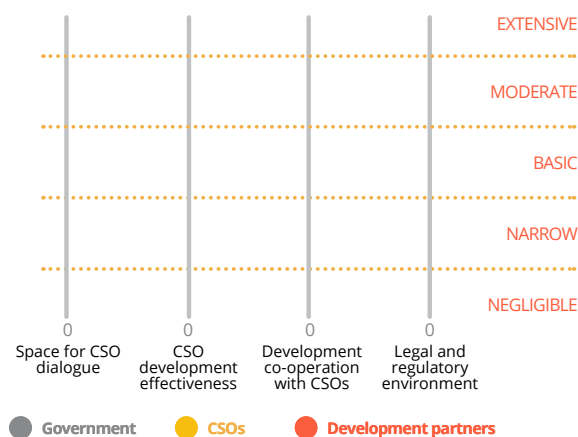 EXTENSIVE
MODERATE
BASIC
NARROW
NEGLIGIBLE
0 0 0 0
Space for CSO dialogue
CSO development effectiveness
Development co-operation with CSOs
Legal and regulatory environment
Government CSOs Development partners